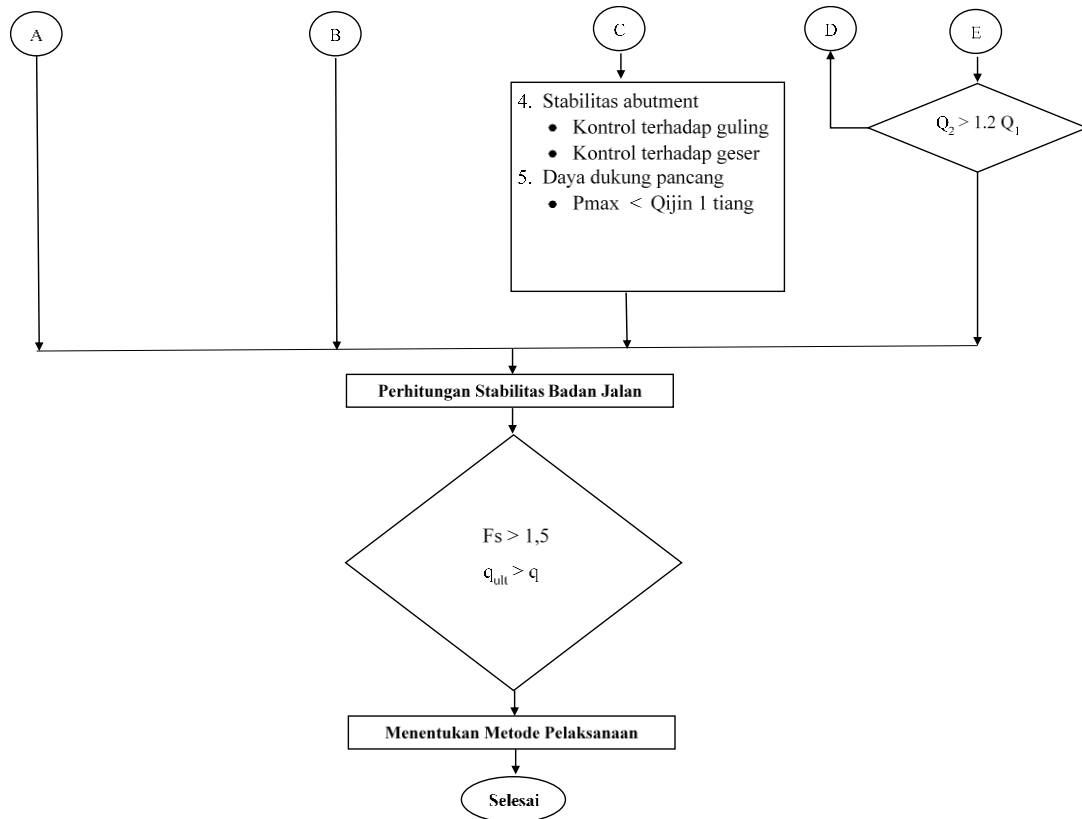 A
B
C
D
E
4. Stabilitas abutment
• Kontrol terhadap guling
• Kontrol terhadap geser
5. Daya dukung pancang
• Pmax < Qijin 1 tiang
Q₂ > 1.2 Q₁
Perhitungan Stabilitas Badan Jalan
Fs > 1,5
qult > q
Menentukan Metode Pelaksanaan
Selesai